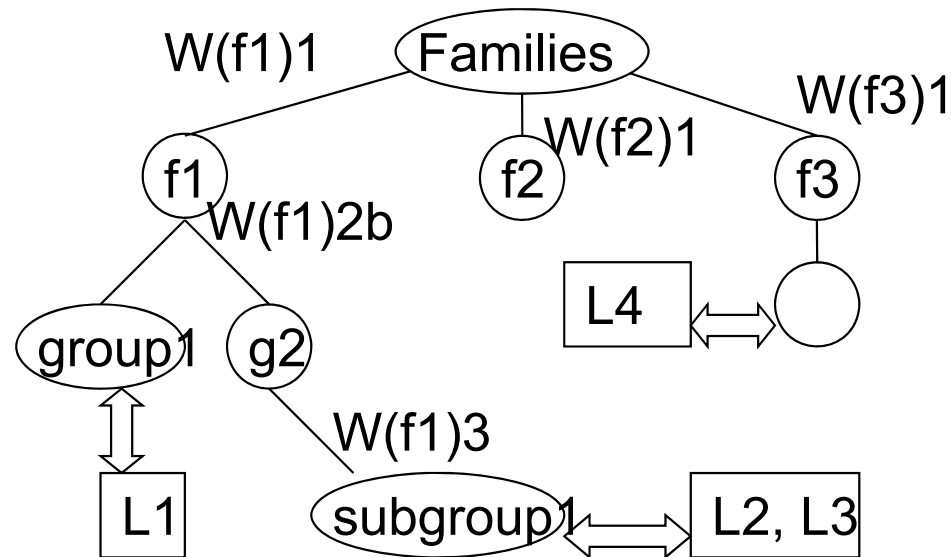 W(f1)1
Families
W(f3)1
f1
f2
W(f2)1
f3
W(f1)2b
L4
group1
g2
W(f1)3
L1
subgroup1
L2, L3